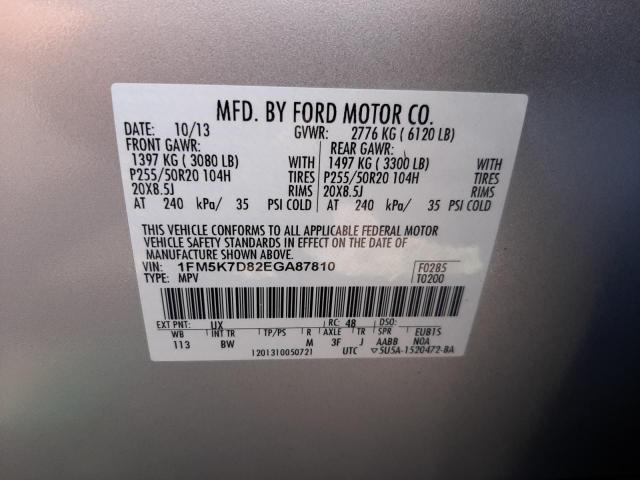 MFD. BY FORD MOTOR CO.
DATE: 10/13 GVWR: 2776 KG ( 6120 LB)
FRONT GAWR: REAR GAWR:
1397 KG ( 3080 LB) WITH 1497 KG ( 3300 LB) WITH
P255/50R20 104H TIRES P255/50R20 104H TIRES
20X8.5J RIMS 20X8.5J RIMS
AT 240 kPa/ 35 PSI COLD AT 240 kPa/ 35 PSI COLD
THIS VEHICLE CONFORMS TO ALL APPLICABLE FEDERAL MOTOR
VEHICLE SAFETY STANDARDS IN EFFECT ON THE DATE OF MANUFACTURE SHOWN ABOVE.
VIN: 1FM5K7D82EGA87810 F0285
TYPE: MPV T0200
EXT PNT: UX RC: 48 DSO:
WB INT TR TP/PS R AXLE TR SPR EUB1S
113 BW M 3F J AABB N0A
1201310050721 UTC ▽5U5A-1520472-BA